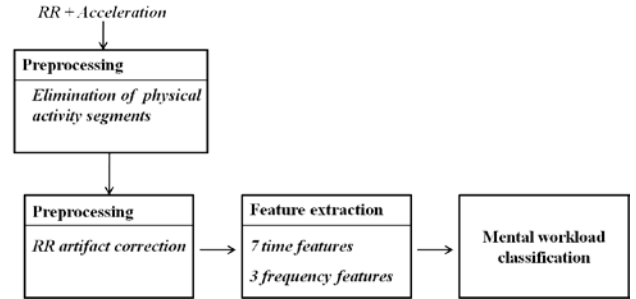 RR + Acceleration
Preprocessing
Elimination of physical
activity segments
Preprocessing
RR artifact correction
Feature extraction
7 time features
3 frequency features
Mental workload
classification